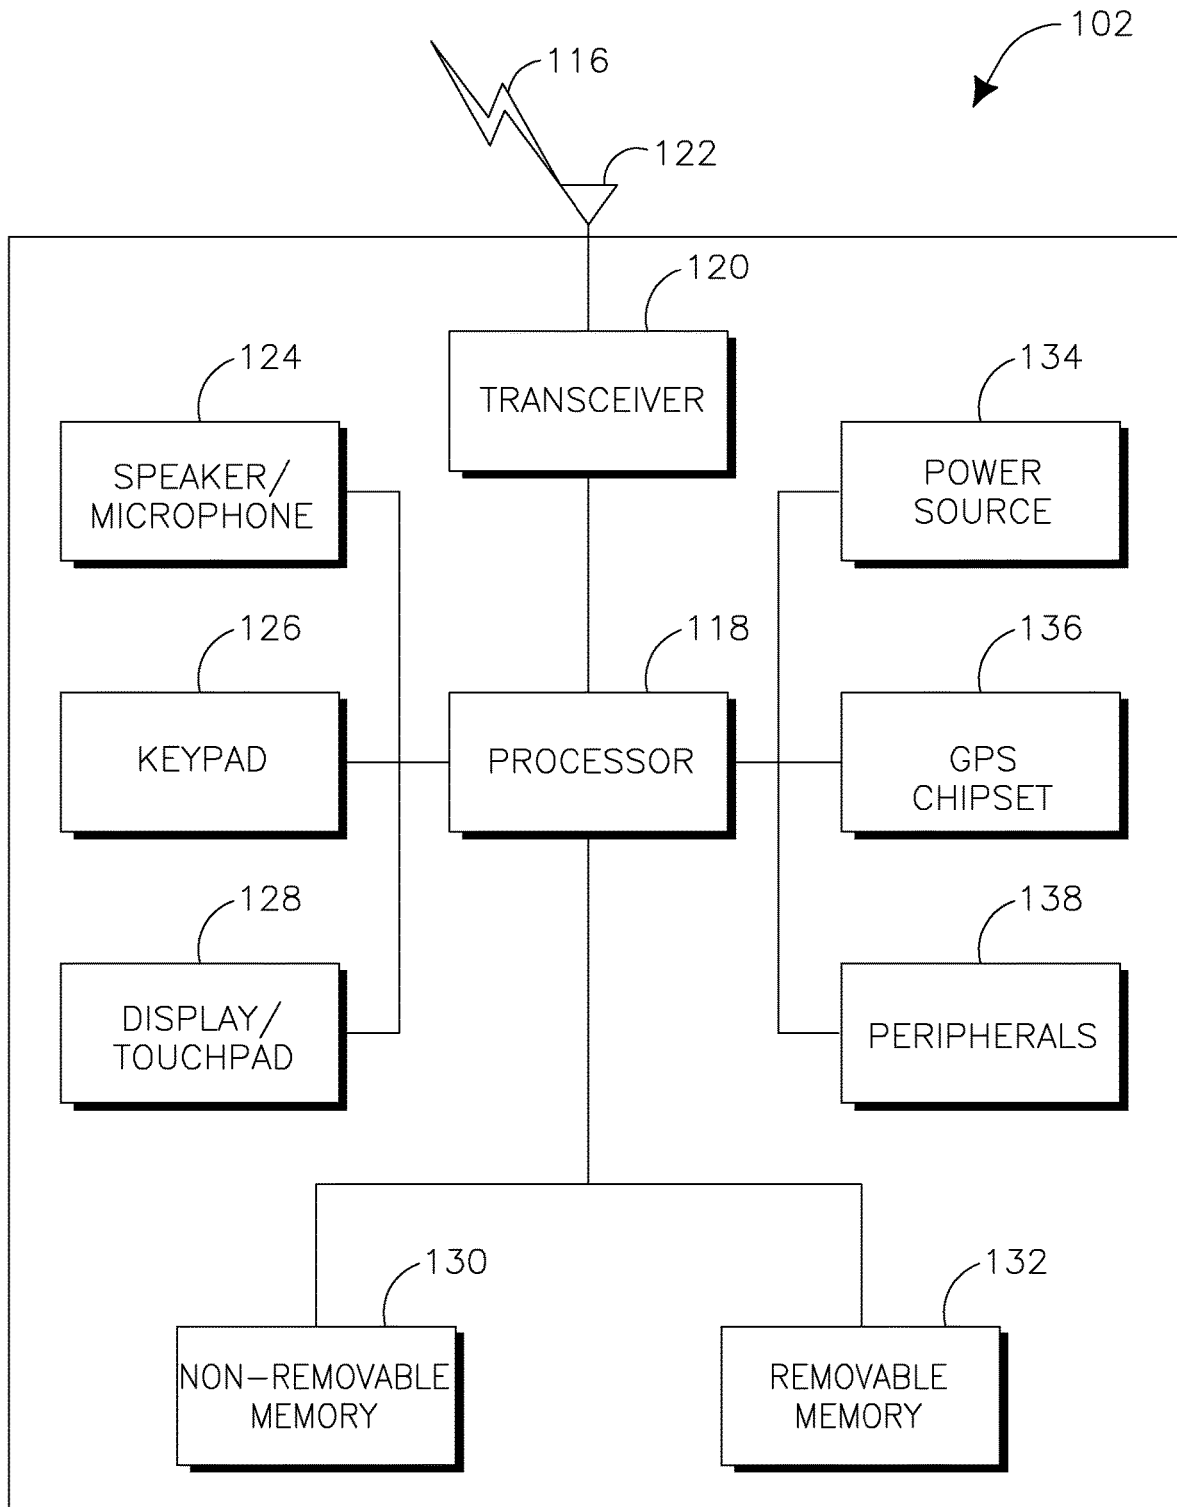 102
116
122
120
TRANSCEIVER
124
SPEAKER/
MICROPHONE
134
POWER
SOURCE
126
KEYPAD
118
PROCESSOR
136
GPS
CHIPSET
128
DISPLAY/
TOUCHPAD
138
PERIPHERALS
130
NON-REMOVABLE
MEMORY
132
REMOVABLE
MEMORY